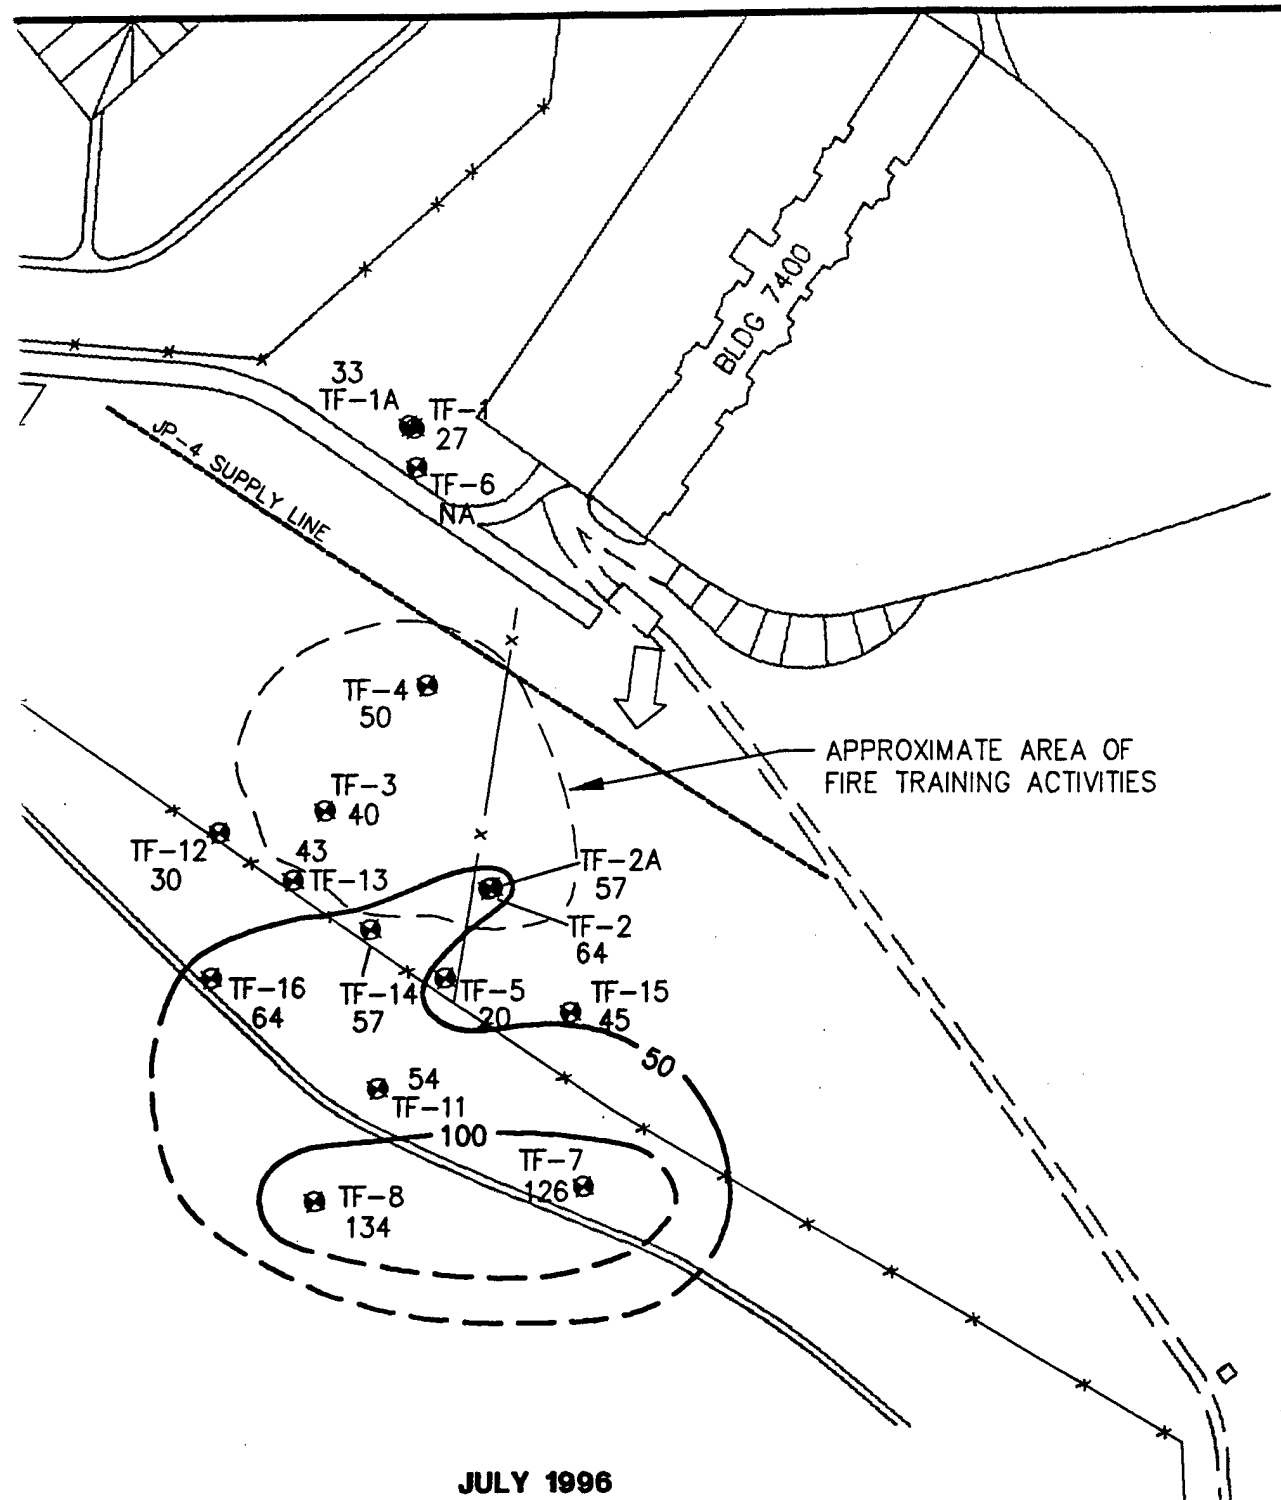 BLDG 7400
33
TF-1A
TF-1
27
TF-6
NA
JP-4 SUPPLY LINE
TF-4
50
APPROXIMATE AREA OF
FIRE TRAINING ACTIVITIES
TF-3
40
TF-12
30
43
TF-13
TF-2A
57
TF-2
64
TF-16
64
TF-14
57
TF-5
20
TF-15
45
50
54
TF-11
100
TF-7
126
TF-8
134
JULY 1996